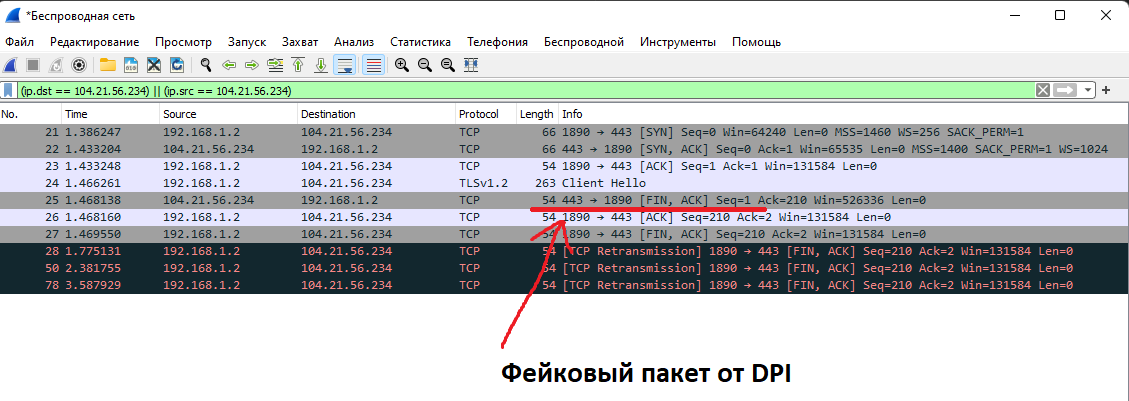 *Беспроводная сеть
Файл Редактирование Просмотр Запуск Захват Анализ Статистика Телефония Беспроводной Инструменты Помощь
(ip.dst == 104.21.56.234) || (ip.src == 104.21.56.234)
No. Time Source Destination Protocol Length Info
21 1.386247 192.168.1.2 104.21.56.234 TCP 66 1890 → 443 [SYN] Seq=0 Win=64240 Len=0 MSS=1460 WS=256 SACK_PERM=1
22 1.433204 104.21.56.234 192.168.1.2 TCP 66 443 → 1890 [SYN, ACK] Seq=0 Ack=1 Win=65535 Len=0 MSS=1400 SACK_PERM=1 WS=1024
23 1.433248 192.168.1.2 104.21.56.234 TCP 54 1890 → 443 [ACK] Seq=1 Ack=1 Win=131584 Len=0
24 1.466261 192.168.1.2 104.21.56.234 TLSv1.2 263 Client Hello
25 1.468138 104.21.56.234 192.168.1.2 TCP 54 443 → 1890 [FIN, ACK] Seq=1 Ack=210 Win=526336 Len=0
26 1.468160 192.168.1.2 104.21.56.234 TCP 54 1890 → 443 [ACK] Seq=210 Ack=2 Win=131584 Len=0
27 1.469550 192.168.1.2 104.21.56.234 TCP 54 1890 → 443 [FIN, ACK] Seq=210 Ack=2 Win=131584 Len=0
28 1.775131 192.168.1.2 104.21.56.234 TCP 54 [TCP Retransmission] 1890 → 443 [FIN, ACK] Seq=210 Ack=2 Win=131584 Len=0
50 2.381755 192.168.1.2 104.21.56.234 TCP 54 [TCP Retransmission] 1890 → 443 [FIN, ACK] Seq=210 Ack=2 Win=131584 Len=0
78 3.587929 192.168.1.2 104.21.56.234 TCP 54 [TCP Retransmission] 1890 → 443 [FIN, ACK] Seq=210 Ack=2 Win=131584 Len=0
Фейковый пакет от DPI